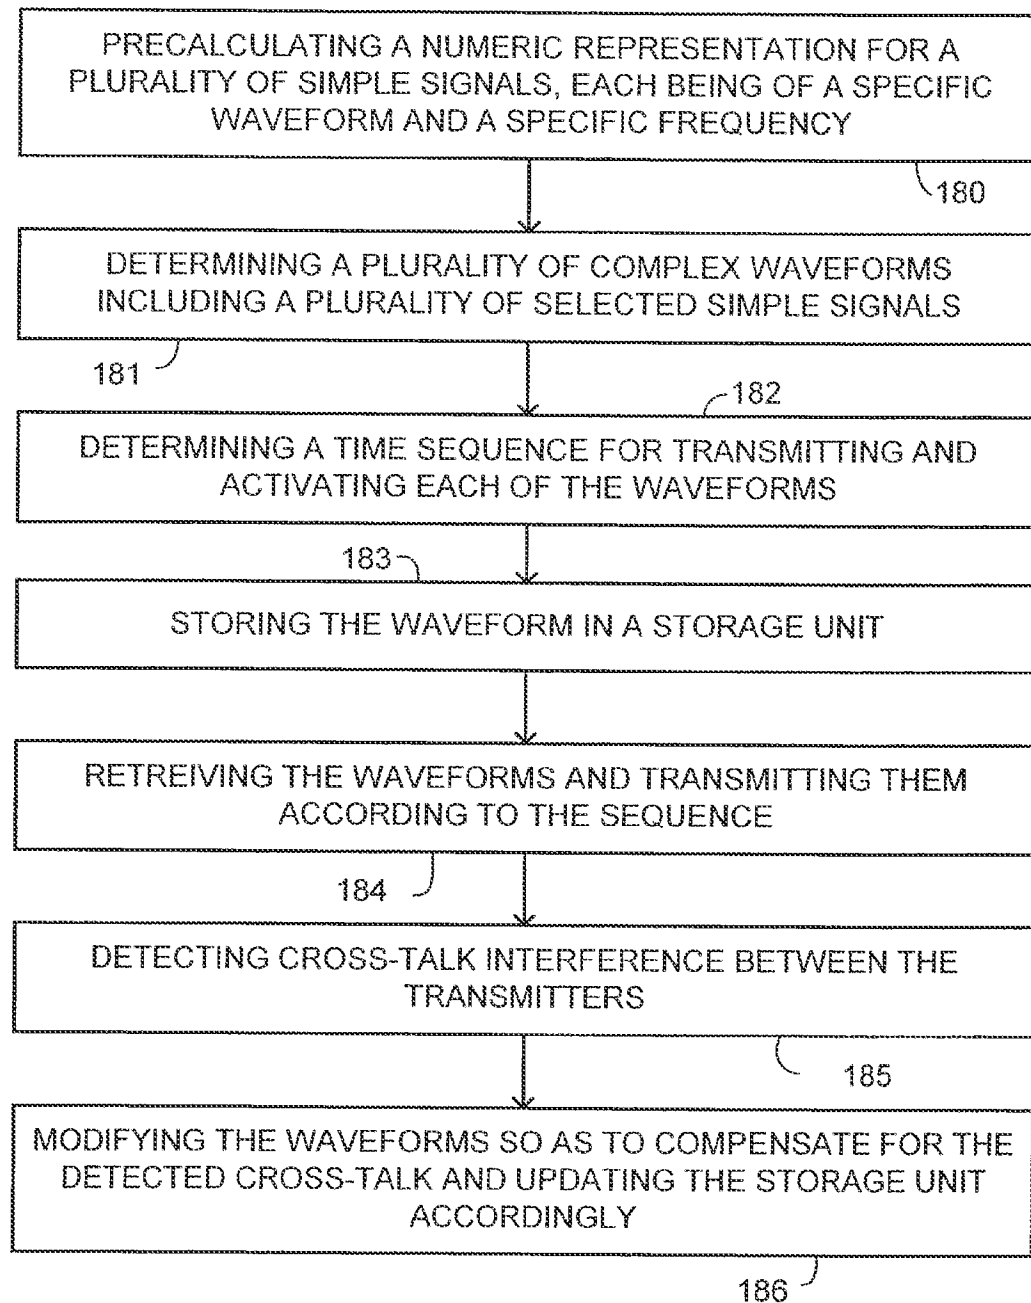 PRECALCULATING A NUMERIC REPRESENTATION FOR A
PLURALITY OF SIMPLE SIGNALS, EACH BEING OF A SPECIFIC
WAVEFORM AND A SPECIFIC FREQUENCY
180
DETERMINING A PLURALITY OF COMPLEX WAVEFORMS
INCLUDING A PLURALITY OF SELECTED SIMPLE SIGNALS
181
182
DETERMINING A TIME SEQUENCE FOR TRANSMITTING AND
ACTIVATING EACH OF THE WAVEFORMS
183
STORING THE WAVEFORM IN A STORAGE UNIT
RETREIVING THE WAVEFORMS AND TRANSMITTING THEM
ACCORDING TO THE SEQUENCE
184
DETECTING CROSS-TALK INTERFERENCE BETWEEN THE
TRANSMITTERS
185
MODIFYING THE WAVEFORMS SO AS TO COMPENSATE FOR THE
DETECTED CROSS-TALK AND UPDATING THE STORAGE UNIT
ACCORDINGLY
186